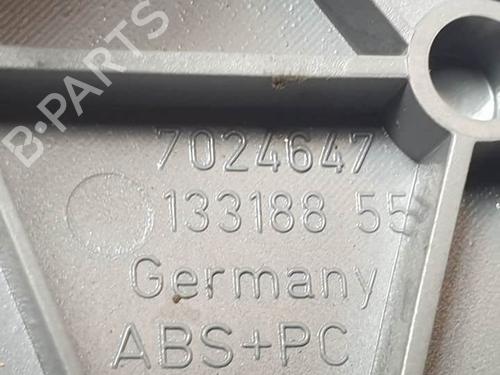 B-PARTS
7024647
133188 55
Germany
ABS+PC